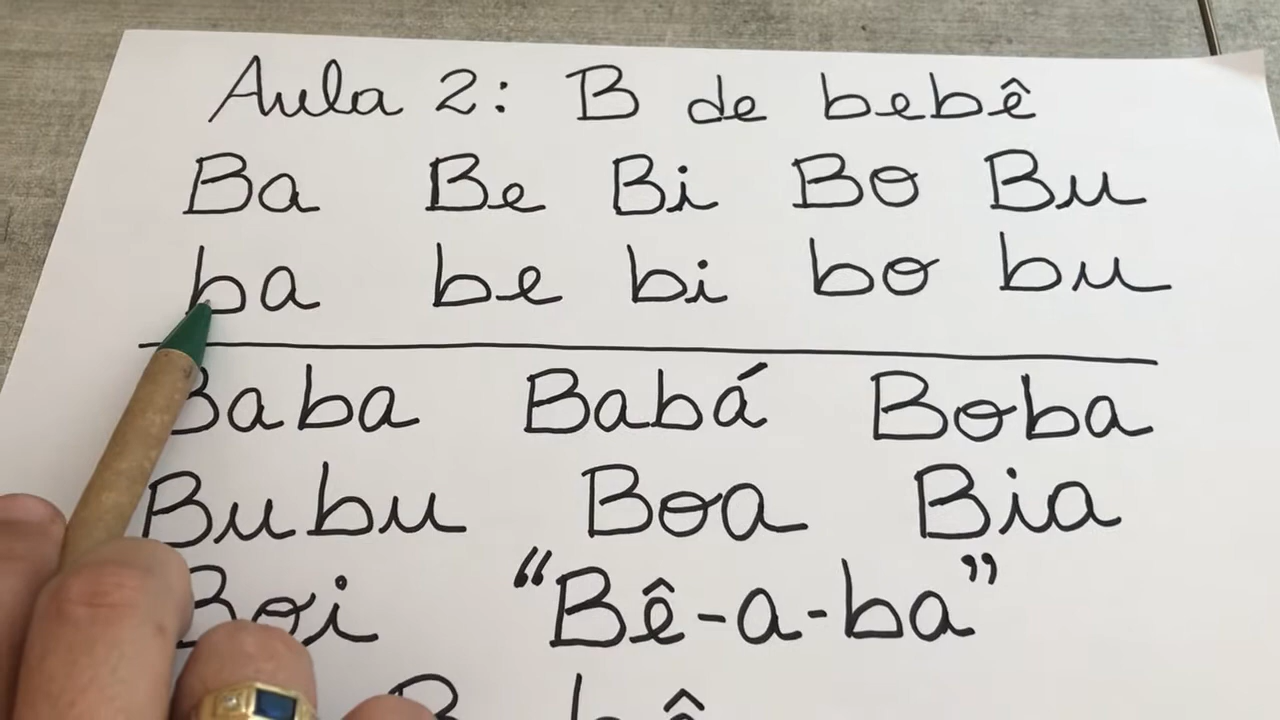 Aula 2: B de bebê
Ba Be Bi Bo Bu
ba be bi bo bu
Baba Babá Boba
Bubu Boa Bia
Boi "Bê-a-ba"